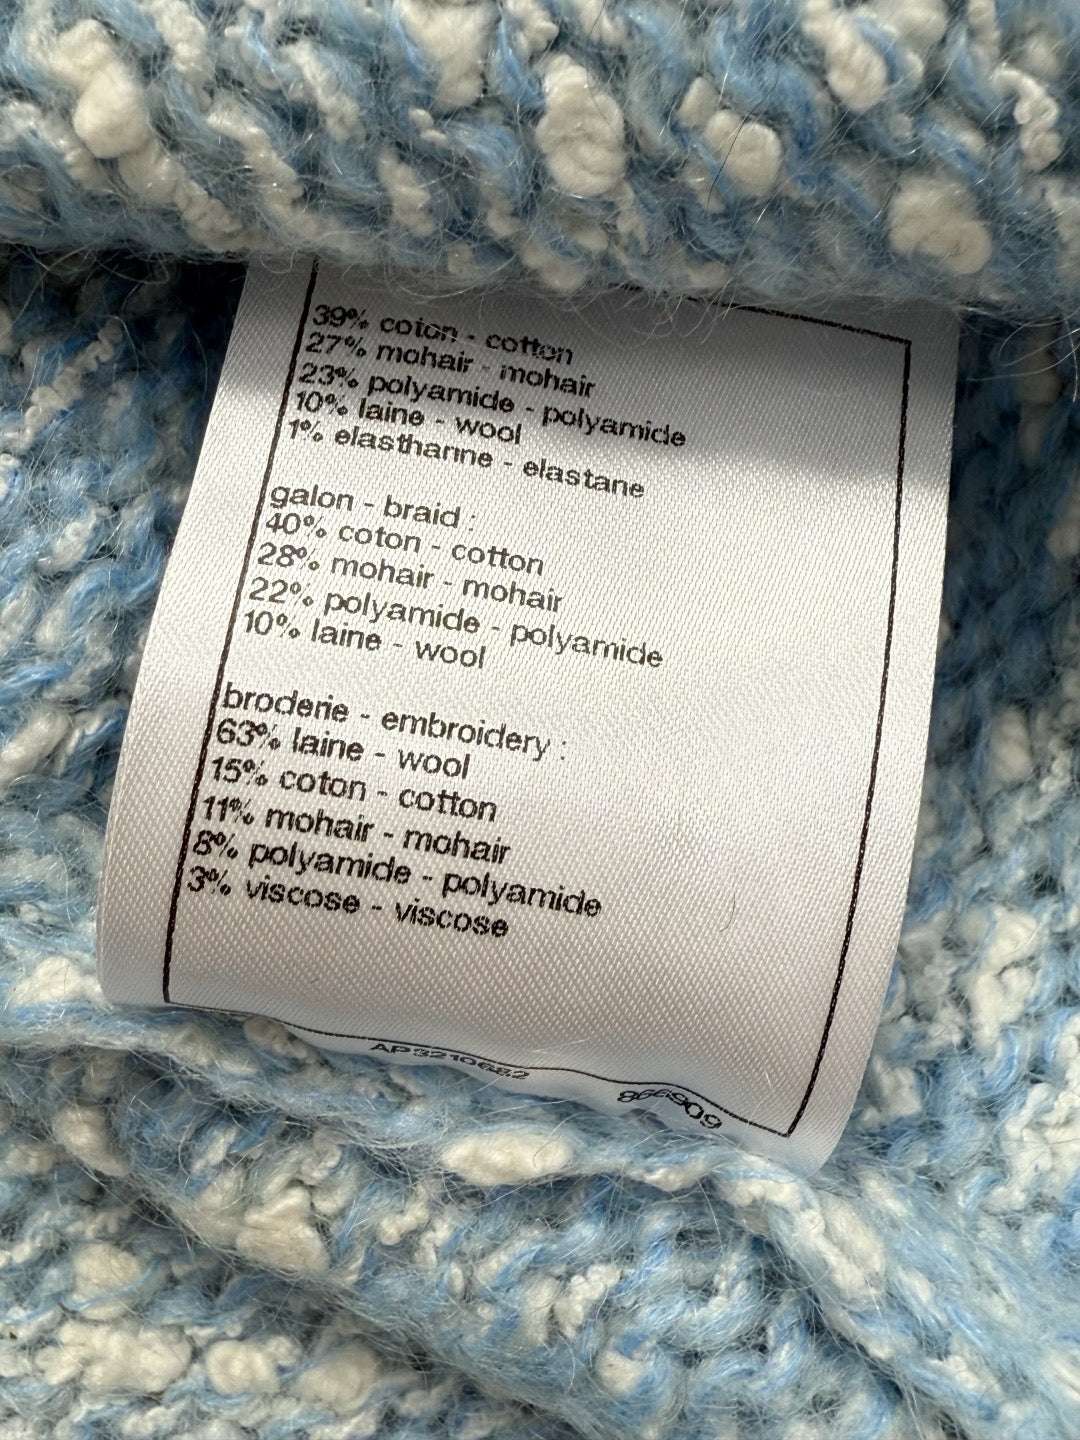 39% coton - cotton
27% mohair - mohair
23% polyamide - polyamide
10% laine - wool
1% elasthanne - elastane
galon - braid :
40% coton - cotton
28% mohair - mohair
22% polyamide - polyamide
10% laine - wool
broderie - embroidery :
63% laine - wool
15% coton - cotton
11% mohair - mohair
8% polyamide - polyamide
3% viscose - viscose